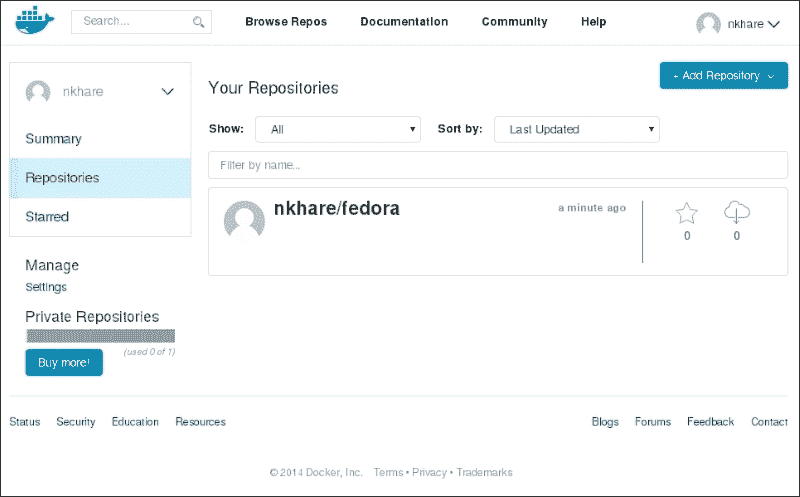 Search... Browse Repos Documentation Community Help nkhare
nkhare
Summary
Repositories
Starred
Manage
Settings
Private Repositories
(used 0 of 1)
Buy more!
Your Repositories
+ Add Repository
Show: All Sort by: Last Updated
Filter by name...
nkhare/fedora a minute ago
0 0
Status Security Education Resources Blogs Forums Feedback Contact
© 2014 Docker, Inc. Terms • Privacy • Trademarks